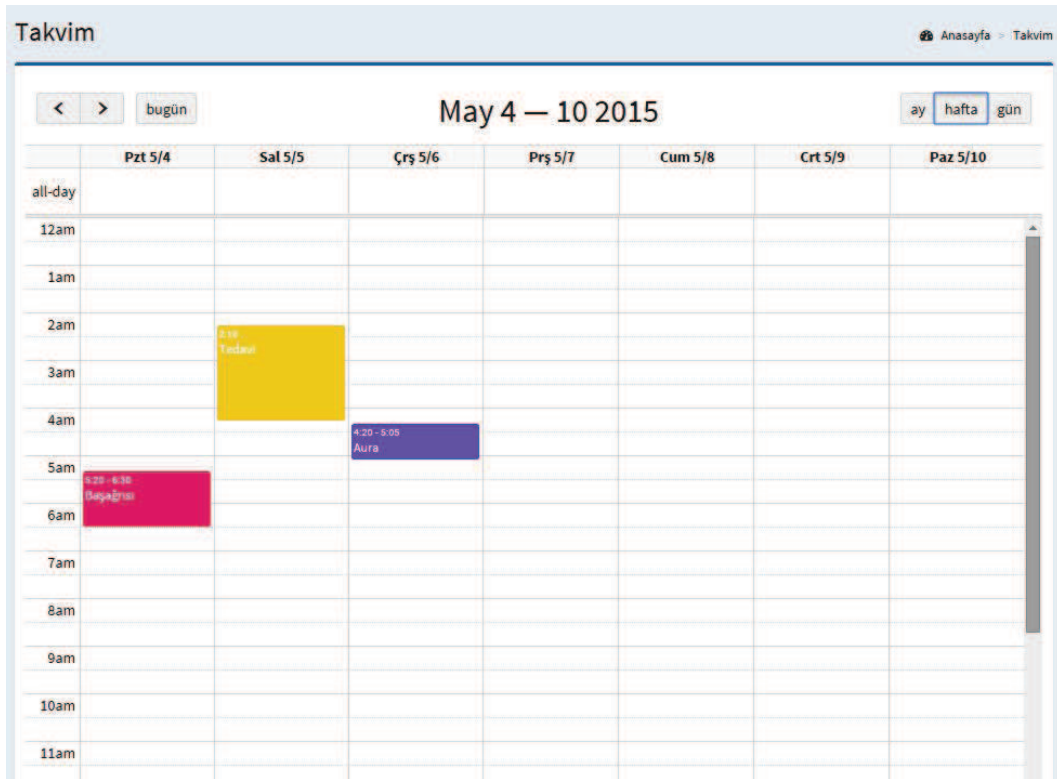 Takvim
Anasayfa > Takvim
bugün
May 4 — 10 2015
ay hafta gün
Pzt 5/4 Sal 5/5 Çrş 5/6 Prş 5/7 Cum 5/8 Crt 5/9 Paz 5/10
all-day
12am
1am
2am
Tedavi
3am
4am
4:20 - 5:05
Aura
5am
5:20 - 6:30
Başağrısı
6am
7am
8am
9am
10am
11am